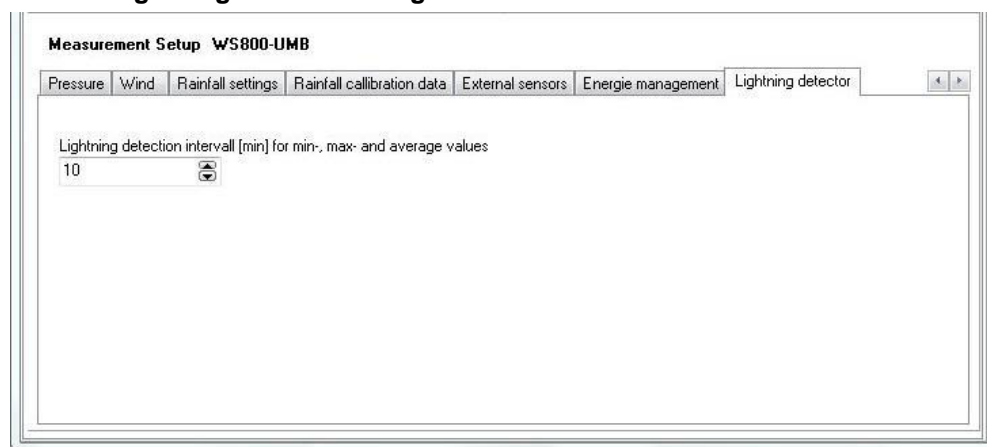 Measurement Setup WS800-UMB
Pressure Wind Rainfall settings Rainfall callibration data External sensors Energie management Lightning detector
Lightning detection intervall [min] for min-, max- and average values
10